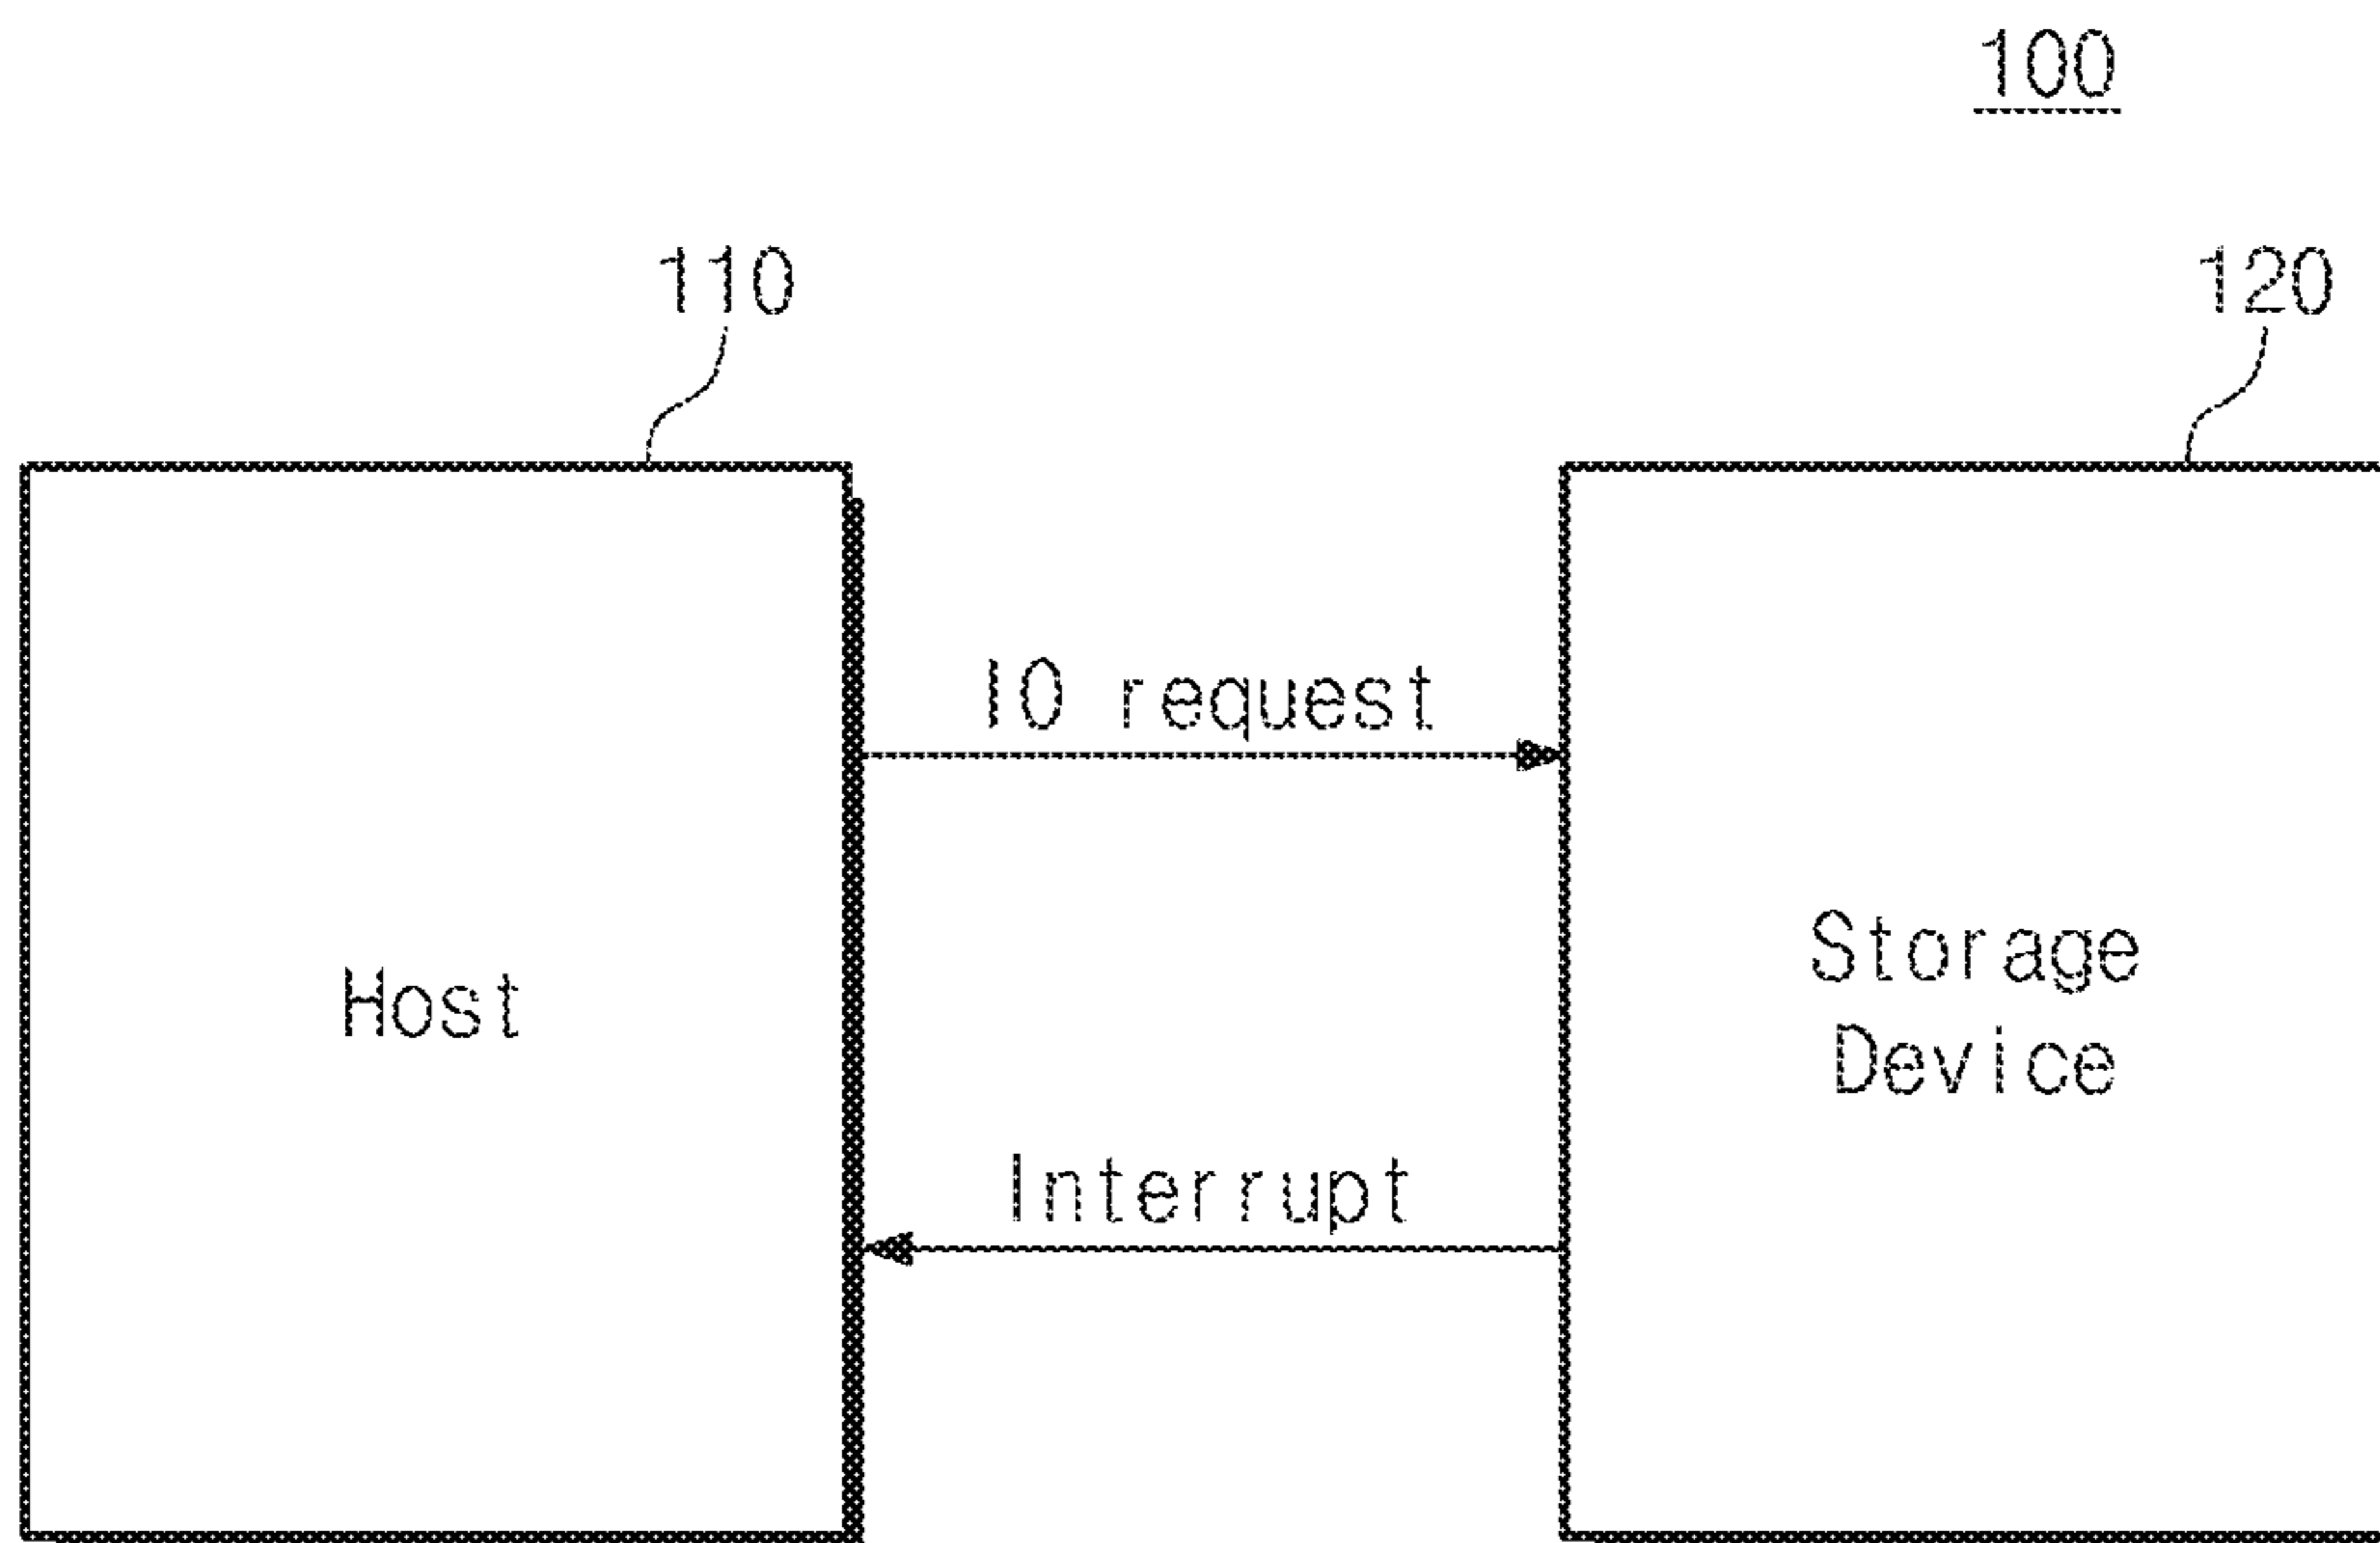 100
110
120
IO request
Host
Storage
Device
Interrupt